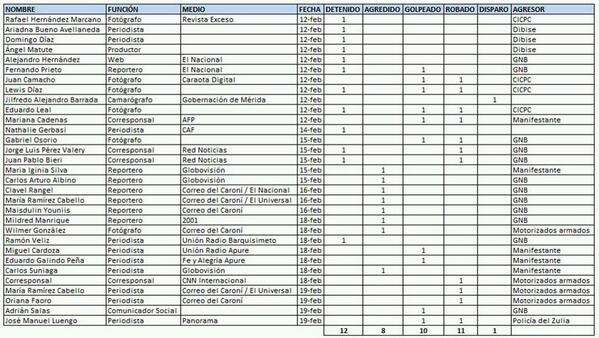 NOMBRE FUNCIÓN MEDIO FECHA DETENIDO AGREDIDO GOLPEADO ROBADO DISPARO AGRESOR
Rafael Hernández Marcano Fotógrafo Revista Exceso 12-feb 1 CICPC
Ariadna Bueno Avellaneda Periodista 12-feb 1 Dibise
Domingo Díaz Periodista 12-feb 1 Dibise
Ángel Matute Productor 12-feb 1 Dibise
Alejandro Hernández Web El Nacional 12-feb 1 GNB
Fernando Prieto Reportero El Nacional 12-feb 1 1 GNB
Juan Camacho Fotógrafo Caraota Digital 12-feb 1 1 CICPC
Lewis Díaz Fotógrafo 12-feb 1 1 1 CICPC
Jilfredo Alejandro Barrada Camarógrafo Gobernación de Mérida 12-feb 1
Eduardo Leal Fotógrafo 12-feb 1 1 1 CICPC
Mariana Cadenas Corresponsal AFP 12-feb 1 1 Manifestante
Nathalie Gerbasi Periodista CAF 14-feb 1
Gabriel Osorio Fotógrafo 15-feb 1 1 GNB
Jorge Luis Pérez Valery Corresponsal Red Noticias 15-feb 1 1 GNB
Juan Pablo Bieri Corresponsal Red Noticias 15-feb 1 1 GNB
Maria Iginia Silva Reportero Globovisión 15-feb 1 Manifestante
Carlos Arturo Albino Reportero Globovisión 15-feb 1 GNB
Clavel Rangel Reportero Correo del Caroní / El Nacional 16-feb 1 GNB
María Ramírez Cabello Reportero Correo del Caroní / El Universal 16-feb 1 GNB
Maisdulin Youniis Reportero Correo del Caroní 16-feb 1 GNB
Mildred Manrique Reportero 2001 16-feb 1 GNB
Wilmer González Fotógrafo Correo del Caroní 18-feb 1 Motorizados armados
Ramón Veliz Periodista Unión Radio Barquisimeto 18-feb 1 GNB
Miguel Cardoza Periodista Unión Radio Apure 18-feb 1 Manifestante
Eduardo Galindo Peña Periodista Fe y Alegría Apure 18-feb 1 Manifestante
Carlos Suniaga Periodista Globovisión 18-feb 1 Manifestante
Corresponsal Corresponsal CNN Internacional 18-feb 1 Motorizados armados
María Ramírez Cabello Periodista Correo del Caroní / El Universal 19-feb 1 Motorizados armados
Oriana Faoro Periodista Correo del Caroní 19-feb 1 Motorizados armados
Adrián Salas Comunicador Social 19-feb 1 GNB
José Manuel Luengo Periodista Panorama 19-feb 1 1 Policía del Zulia
12 8 10 11 1